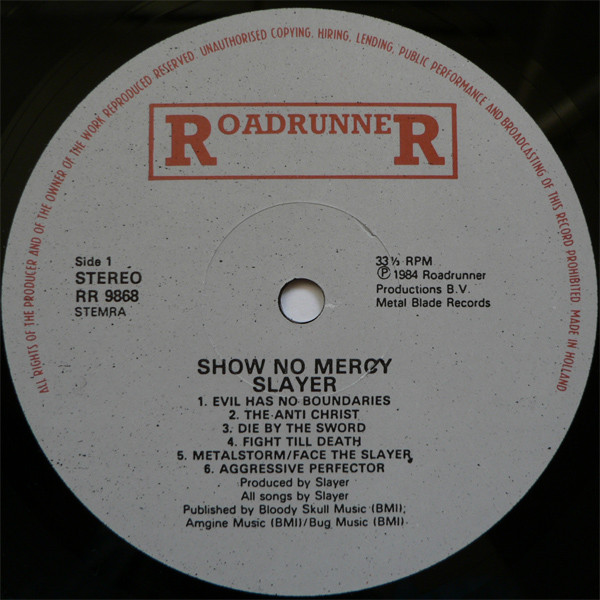 ALL RIGHTS OF THE PRODUCER AND OF THE OWNER OF THE WORK REPRODUCED RESERVED. UNAUTHORISED COPYING, HIRING, LENDING, PUBLIC PERFORMANCE AND BROADCASTING OF THIS RECORD PROHIBITED. MADE IN HOLLAND
ROADRUNNER
Side 1
STEREO
RR 9868
STEMRA
33⅓ RPM
Ⓟ 1984 Roadrunner
Productions B.V.
Metal Blade Records
SHOW NO MERCY
SLAYER
1. EVIL HAS NO BOUNDARIES
2. THE ANTI CHRIST
3. DIE BY THE SWORD
4. FIGHT TILL DEATH
5. METALSTORM/FACE THE SLAYER
6. AGGRESSIVE PERFECTOR
Produced by Slayer
All songs by Slayer
Published by Bloody Skull Music (BMI);
Amgine Music (BMI)/Bug Music (BMI)